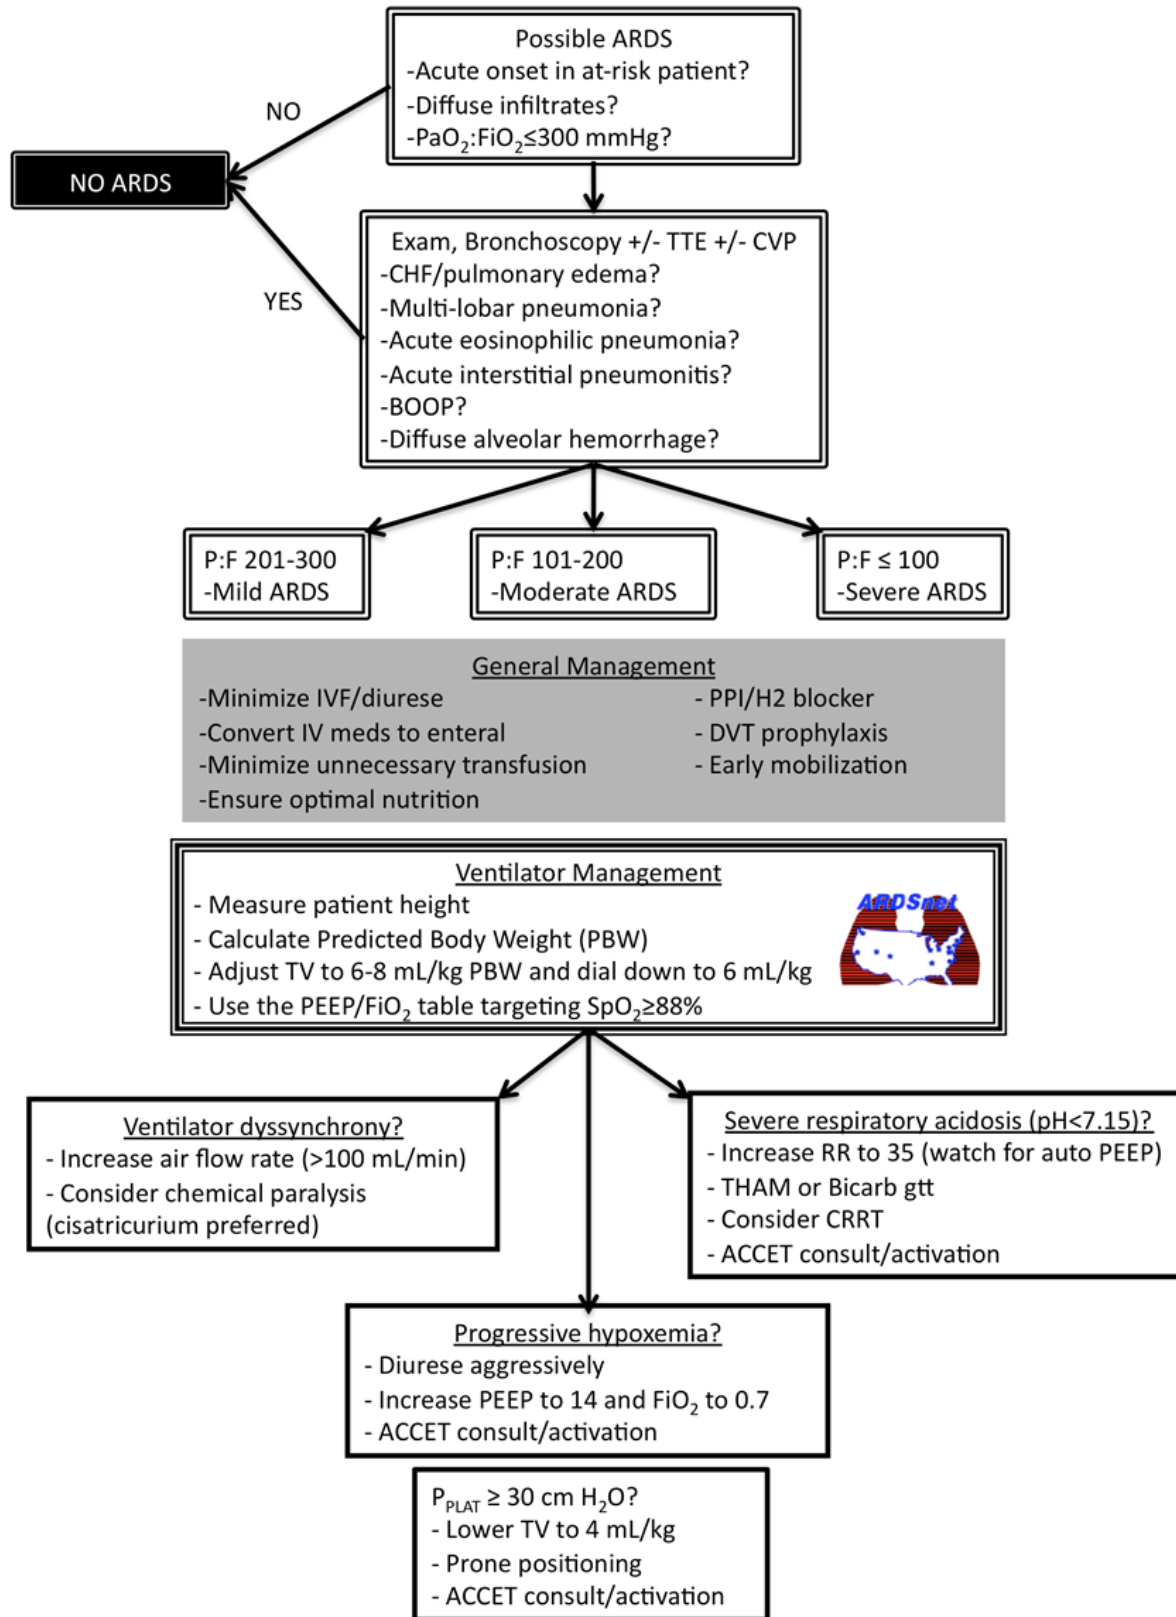 Possible ARDS
-Acute onset in at-risk patient?
-Diffuse infiltrates?
-PaO₂:FiO₂≤300 mmHg?
NO
NO ARDS
Exam, Bronchoscopy +/- TTE +/- CVP
-CHF/pulmonary edema?
-Multi-lobar pneumonia?
-Acute eosinophilic pneumonia?
-Acute interstitial pneumonitis?
-BOOP?
-Diffuse alveolar hemorrhage?
YES
P:F 201-300
-Mild ARDS
P:F 101-200
-Moderate ARDS
P:F ≤ 100
-Severe ARDS
General Management
-Minimize IVF/diurese
-Convert IV meds to enteral
-Minimize unnecessary transfusion
-Ensure optimal nutrition
- PPI/H2 blocker
- DVT prophylaxis
- Early mobilization
Ventilator Management
- Measure patient height
- Calculate Predicted Body Weight (PBW)
- Adjust TV to 6-8 mL/kg PBW and dial down to 6 mL/kg
- Use the PEEP/FiO₂ table targeting SpO₂≥88%
ARDSnet
Ventilator dyssynchrony?
- Increase air flow rate (>100 mL/min)
- Consider chemical paralysis
(cisatricurium preferred)
Severe respiratory acidosis (pH<7.15)?
- Increase RR to 35 (watch for auto PEEP)
- THAM or Bicarb gtt
- Consider CRRT
- ACCET consult/activation
Progressive hypoxemia?
- Diurese aggressively
- Increase PEEP to 14 and FiO₂ to 0.7
- ACCET consult/activation
P_PLAT ≥ 30 cm H₂O?
- Lower TV to 4 mL/kg
- Prone positioning
- ACCET consult/activation